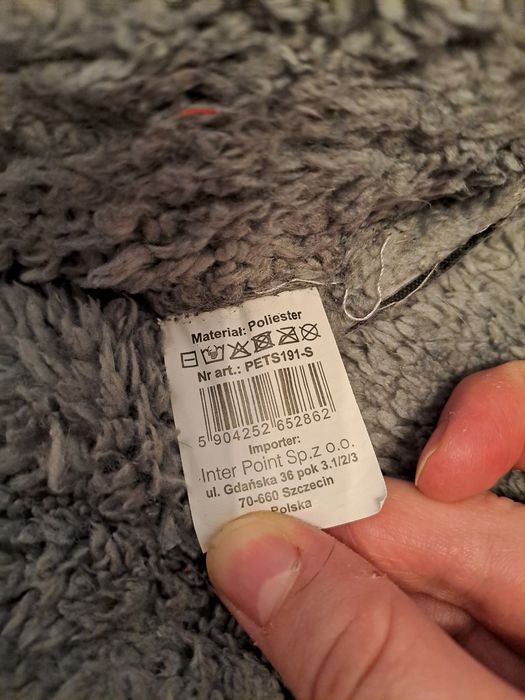 Materiał: Poliester
Nr art.: PETS191-S
5 904252 652862
Importer:
Inter Point Sp.z o.o.
ul. Gdańska 36 pok 3.1/2/3
70-660 Szczecin
Polska